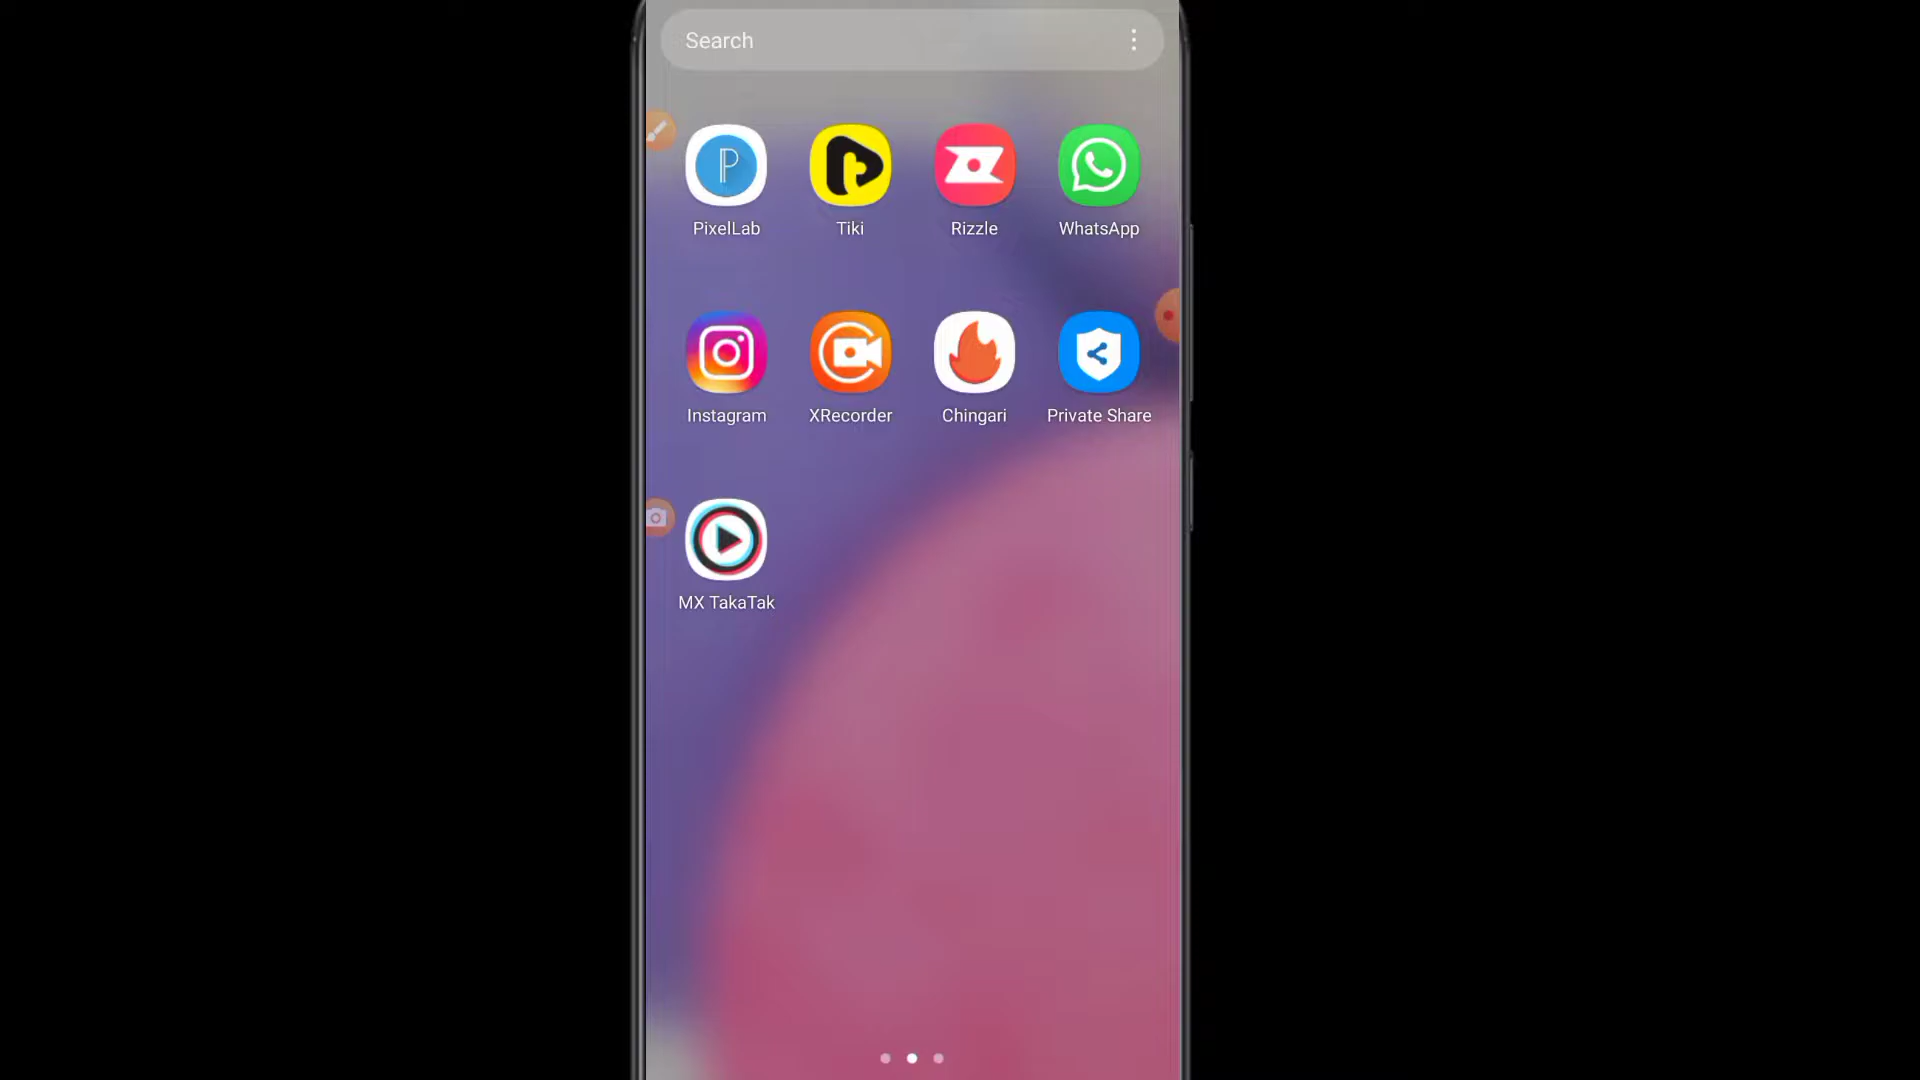 Search
PixelLab
Tiki
Rizzle
WhatsApp
Instagram
XRecorder
Chingari
Private Share
MX TakaTak